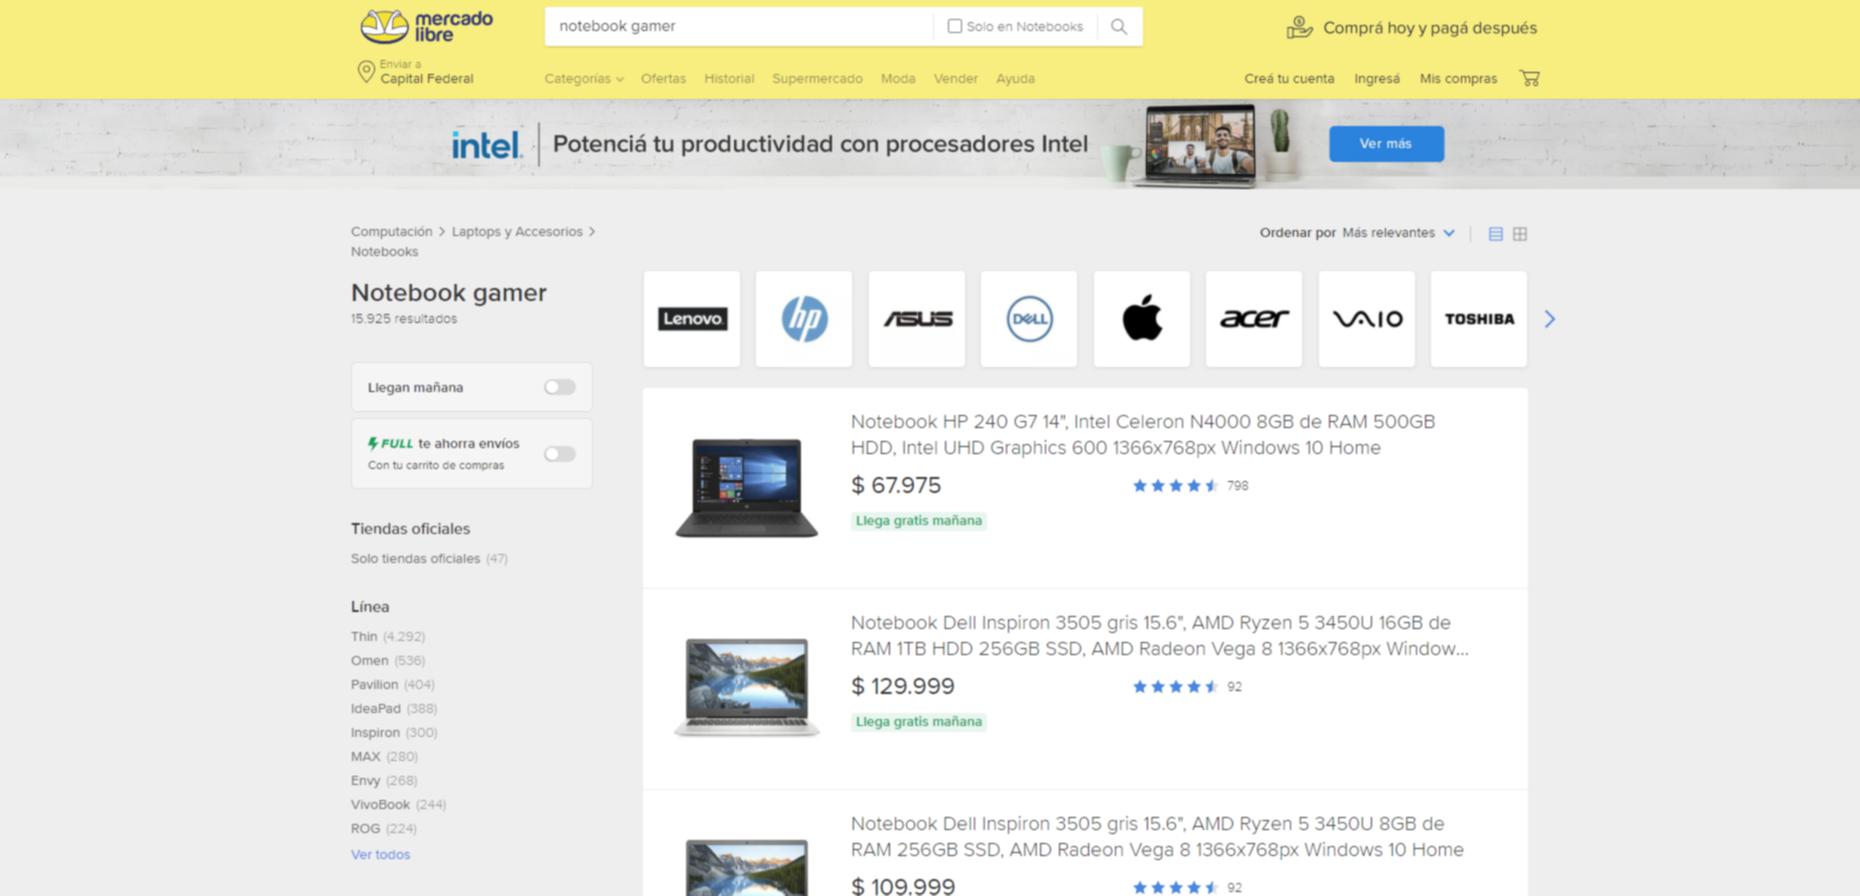 mercado
libre
notebook gamer
Solo en Notebooks
Comprá hoy y pagá después
Enviar a
Capital Federal
Categorías
Ofertas
Historial
Supermercado
Moda
Vender
Ayuda
Creá tu cuenta
Ingresá
Mis compras
intel.
Potenciá tu productividad con procesadores Intel
Ver más
Computación > Laptops y Accesorios >
Notebooks
Ordenar por Más relevantes
Notebook gamer
15.925 resultados
Lenovo
hp
ASUS
DELL
acer
VAIO
TOSHIBA
Llegan mañana
FULL te ahorra envíos
Con tu carrito de compras
Tiendas oficiales
Solo tiendas oficiales (47)
Línea
Thin (4.292)
Omen (536)
Pavilion (404)
IdeaPad (388)
Inspiron (300)
MAX (280)
Envy (268)
VivoBook (244)
ROG (224)
Ver todos
Notebook HP 240 G7 14", Intel Celeron N4000 8GB de RAM 500GB
HDD, Intel UHD Graphics 600 1366x768px Windows 10 Home
$ 67.975
798
Llega gratis mañana
Notebook Dell Inspiron 3505 gris 15.6", AMD Ryzen 5 3450U 16GB de
RAM 1TB HDD 256GB SSD, AMD Radeon Vega 8 1366x768px Window...
$ 129.999
92
Llega gratis mañana
Notebook Dell Inspiron 3505 gris 15.6", AMD Ryzen 5 3450U 8GB de
RAM 256GB SSD, AMD Radeon Vega 8 1366x768px Windows 10 Home
$ 109.999
92